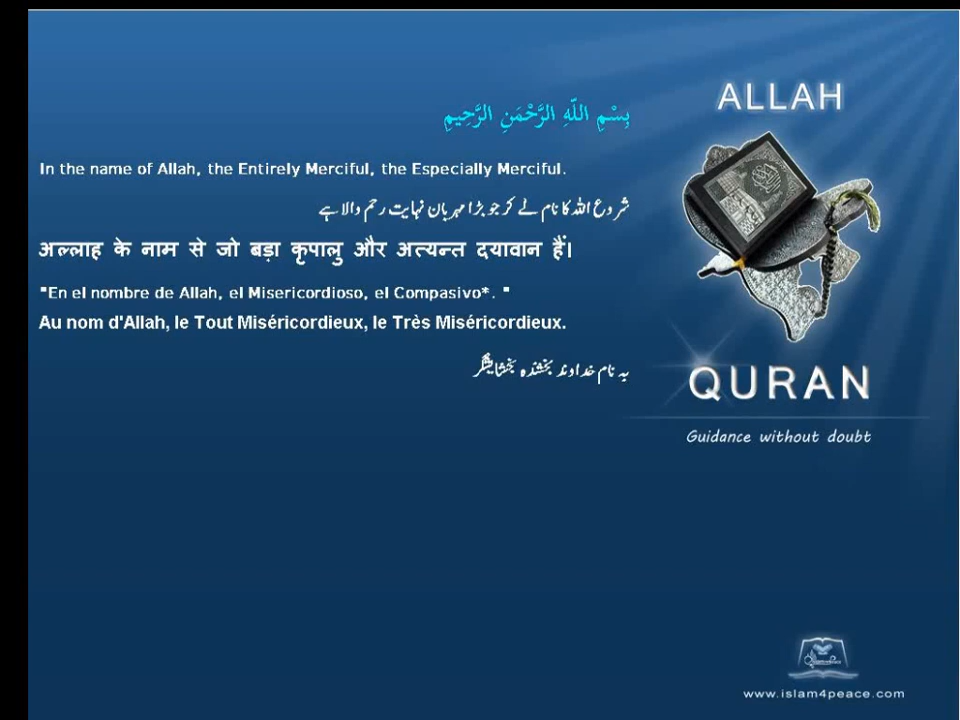 بِسْمِ اللّهِ الرَّحْمَنِ الرَّحِيمِ
In the name of Allah, the Entirely Merciful, the Especially Merciful.
شروع الله کا نام لے کر جو بڑا مہربان نہایت رحم والا ہے
अल्लाह के नाम से जो बड़ा कृपालु और अत्यन्त दयावान हैं।
"En el nombre de Allah, el Misericordioso, el Compasivo*. "
Au nom d'Allah, le Tout Miséricordieux, le Très Miséricordieux.
به نام خداوند بخشنده بخشایشگر
ALLAH
QURAN
Guidance without doubt
www.islam4peace.com